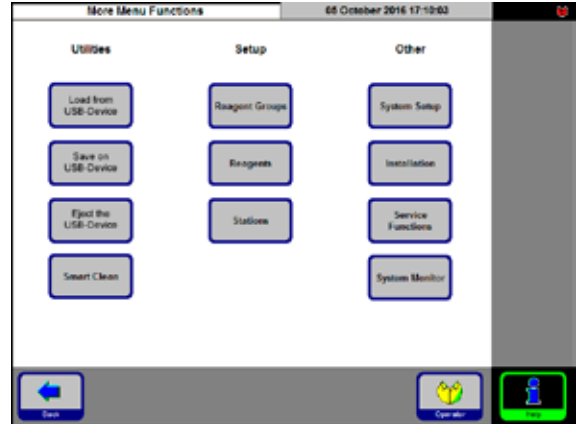 More Menu Functions
05 October 2016 17:10:03
Utilities
Setup
Other
Load from
USB-Device
Reagent Groups
System Setup
Save on
USB-Device
Reagents
Installation
Eject the
USB-Device
Stations
Service
Functions
Smart Clean
System Monitor
Back
Operator
Help